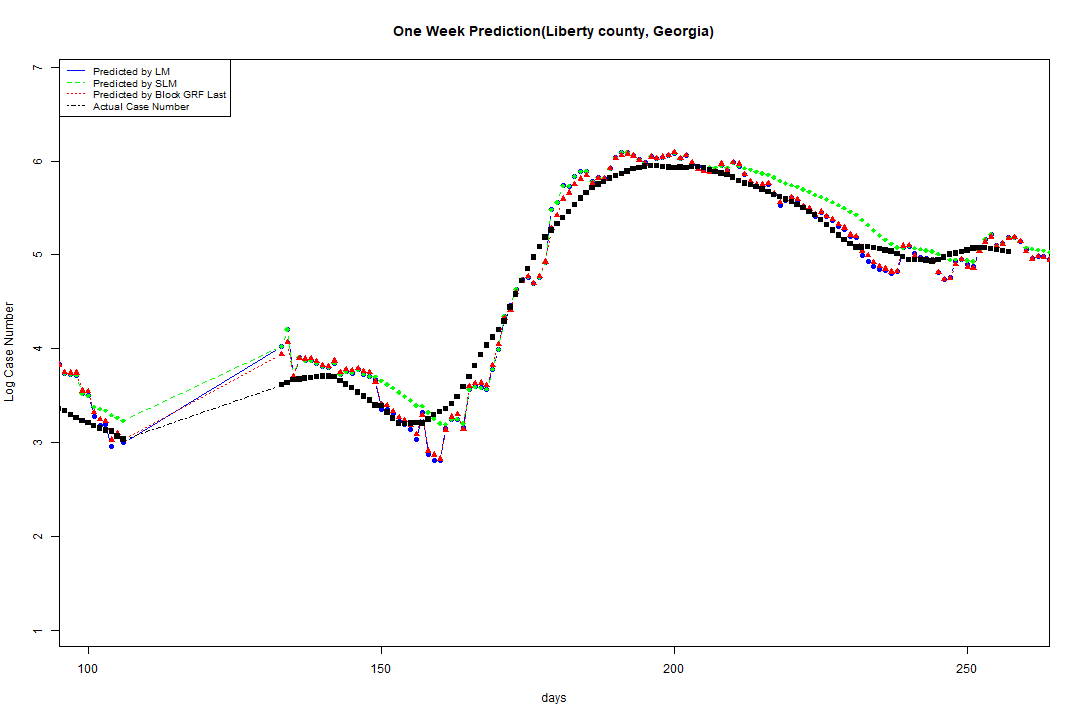 One Week Prediction(Liberty county, Georgia)
Predicted by LM
Predicted by SLM
Predicted by Block GRF Last
Actual Case Number
Log Case Number
7
6
5
4
3
2
1
100 150 200 250
days